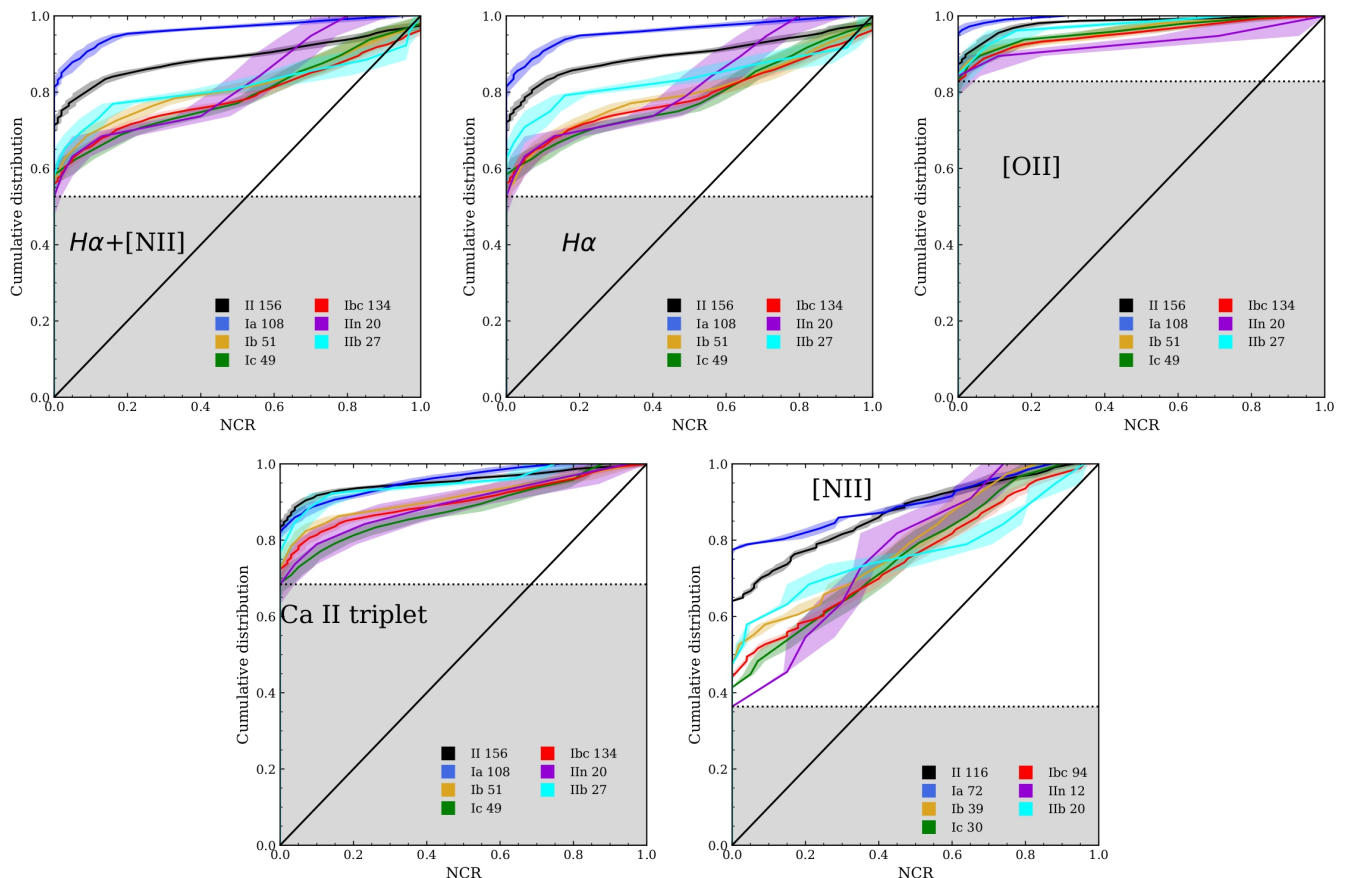 Cumulative distribution
1.0
0.8
0.6
0.4
0.2
0.0
Hα+[NII]
II 156 Ibc 134
Ia 108 IIn 20
Ib 51 IIb 27
Ic 49
0.0 0.2 0.4 0.6 0.8 1.0
NCR
Cumulative distribution
1.0
0.8
0.6
0.4
0.2
0.0
Hα
II 156 Ibc 134
Ia 108 IIn 20
Ib 51 IIb 27
Ic 49
0.0 0.2 0.4 0.6 0.8 1.0
NCR
Cumulative distribution
1.0
0.8
0.6
0.4
0.2
0.0
[OII]
II 156 Ibc 134
Ia 108 IIn 20
Ib 51 IIb 27
Ic 49
0.0 0.2 0.4 0.6 0.8 1.0
NCR
Cumulative distribution
1.0
0.8
0.6
0.4
0.2
0.0
Ca II triplet
II 156 Ibc 134
Ia 108 IIn 20
Ib 51 IIb 27
Ic 49
0.0 0.2 0.4 0.6 0.8 1.0
NCR
Cumulative distribution
1.0
0.8
0.6
0.4
0.2
0.0
[NII]
II 116 Ibc 94
Ia 72 IIn 12
Ib 39 IIb 20
Ic 30
0.0 0.2 0.4 0.6 0.8 1.0
NCR